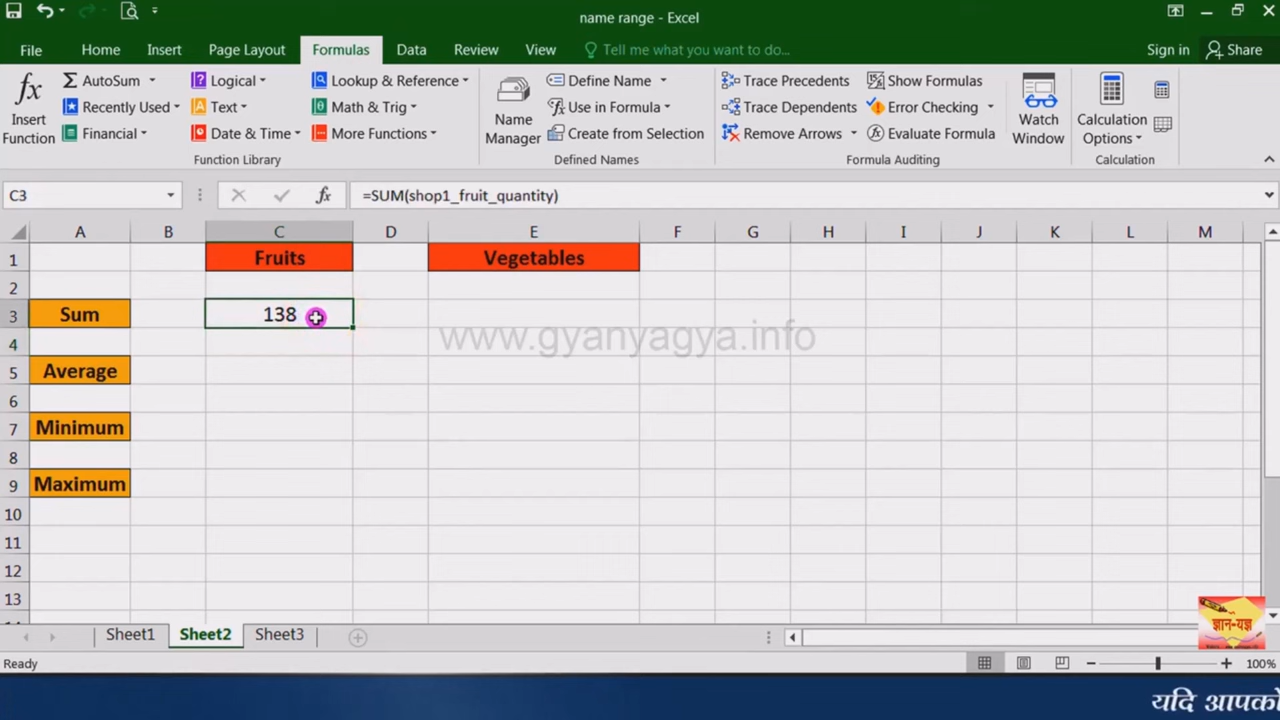 name range - Excel
File Home Insert Page Layout Formulas Data Review View Tell me what you want to do... Sign in Share
fx Insert Function
AutoSum Logical Lookup & Reference
Recently Used Text Math & Trig
Financial Date & Time More Functions
Function Library
Name Manager
Define Name
Use in Formula
Create from Selection
Defined Names
Trace Precedents Show Formulas
Trace Dependents Error Checking
Remove Arrows Evaluate Formula
Formula Auditing
Watch Window
Calculation Options
Calculation
C3 fx =SUM(shop1_fruit_quantity)
A B C D E F G H I J K L M
1 Fruits Vegetables
2
3 Sum 138
www.gyanyagya.info
4
5 Average
6
7 Minimum
8
9 Maximum
10
11
12
13
ज्ञान-यज्ञ
Sheet1 Sheet2 Sheet3
Ready 100%
यदि आपको